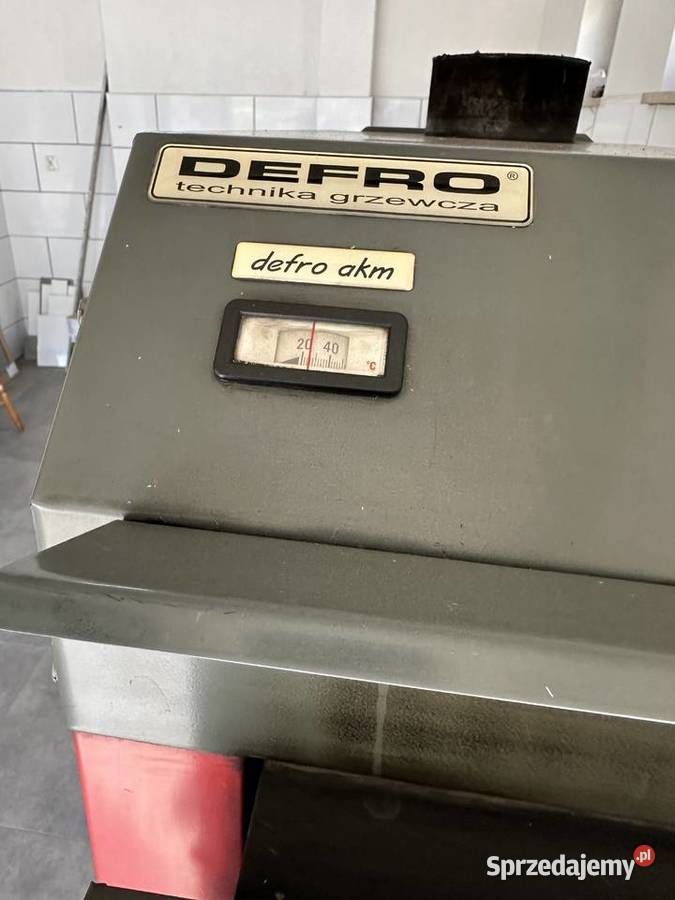 DEFRO®
technika grzewcza
defro akm
20 40
°C
Sprzedajemy.pl